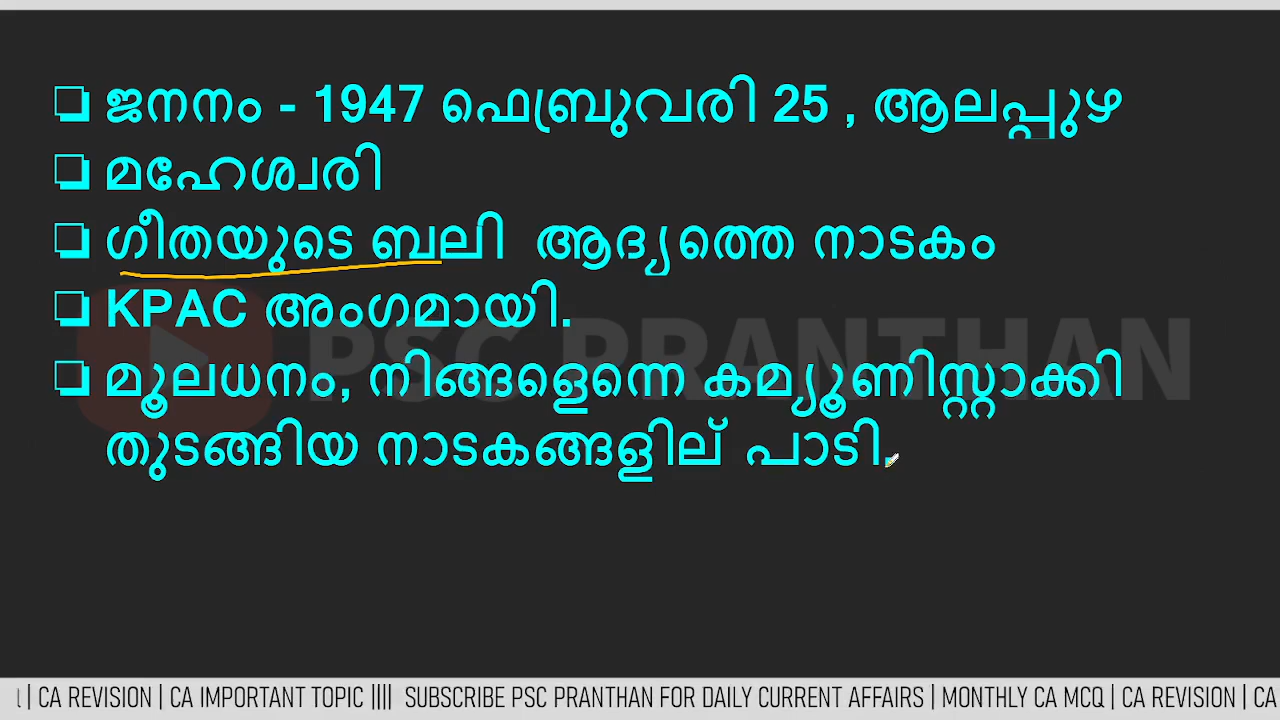 ❑ ജനനം - 1947 ഫെബ്രുവരി 25 , ആലപ്പുഴ
❑ മഹേശ്വരി
❑ ഗീതയുടെ ബലി ആദ്യത്തെ നാടകം
❑ KPAC അംഗമായി.
❑ മൂലധനം, നിങ്ങളെന്നെ കമ്യൂണിസ്റ്റാക്കി
തുടങ്ങിയ നാടകങ്ങളില് പാടി.
PSC PRANTHAN
| CA REVISION | CA IMPORTANT TOPIC |||| SUBSCRIBE PSC PRANTHAN FOR DAILY CURRENT AFFAIRS | MONTHLY CA MCQ | CA REVISION | CA